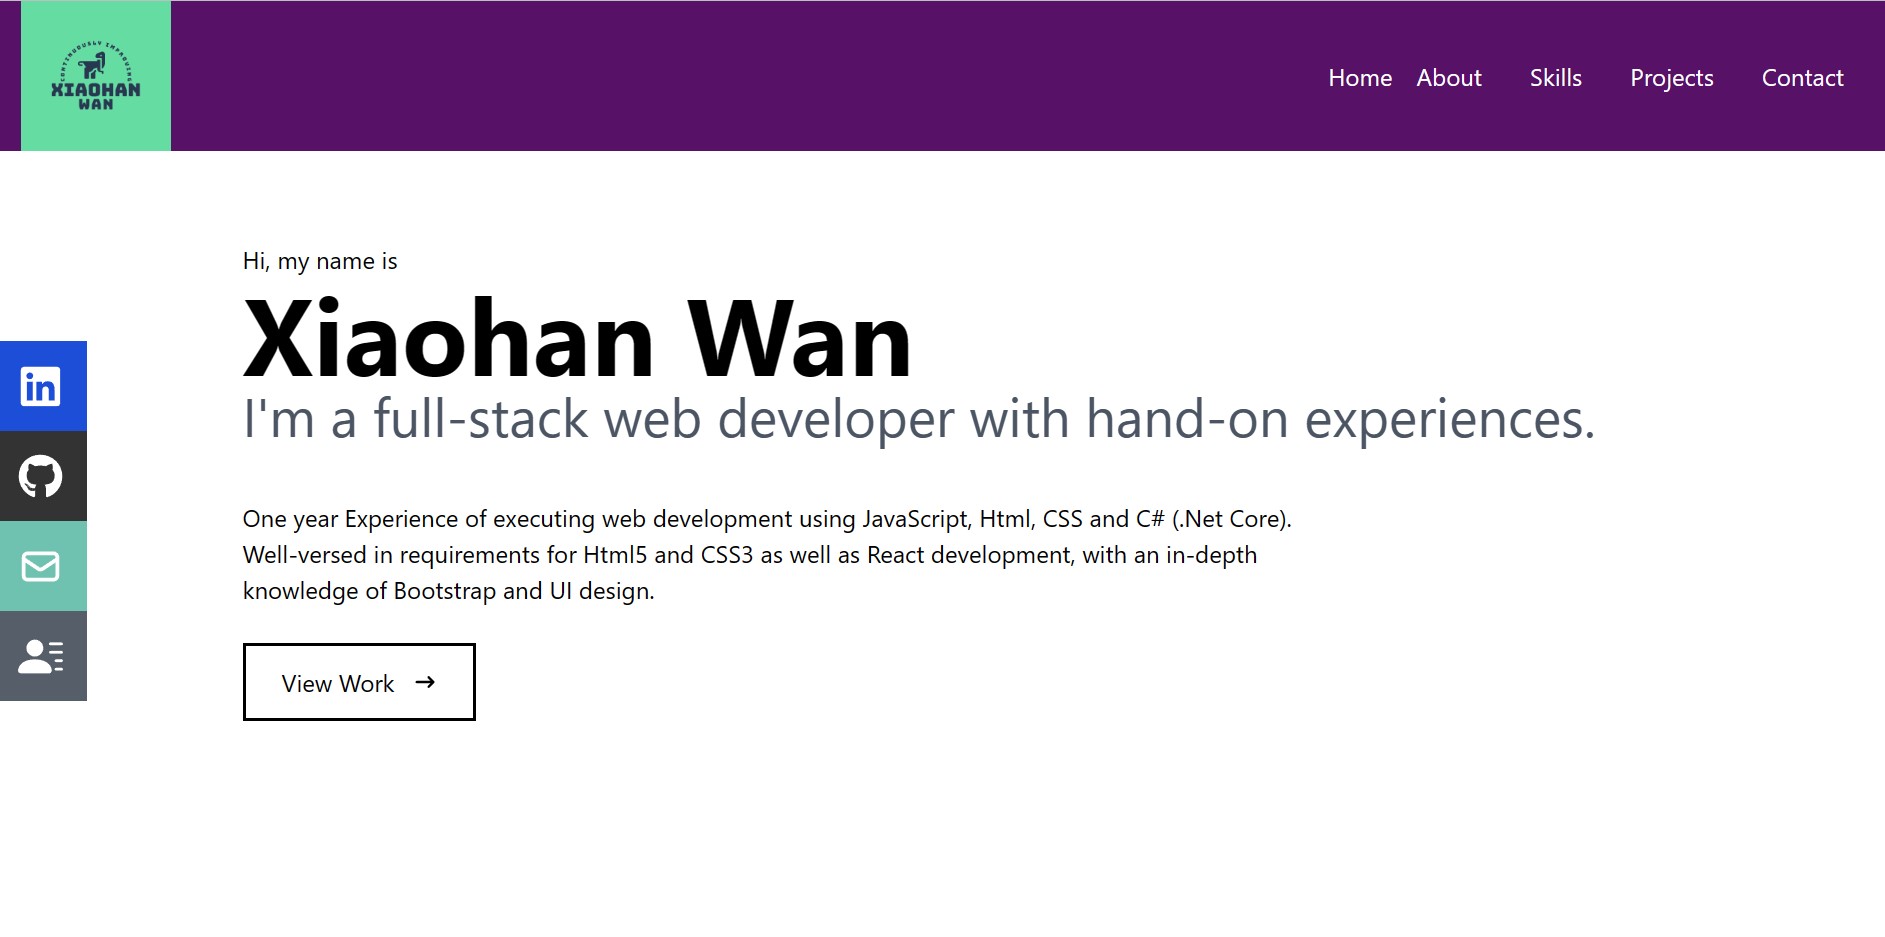 CONTINUOUSLY IMPROVING
XIAOHAN
WAN
Home About Skills Projects Contact
Hi, my name is
Xiaohan Wan
I'm a full-stack web developer with hand-on experiences.
in
One year Experience of executing web development using JavaScript, Html, CSS and C# (.Net Core).
Well-versed in requirements for Html5 and CSS3 as well as React development, with an in-depth
knowledge of Bootstrap and UI design.
View Work